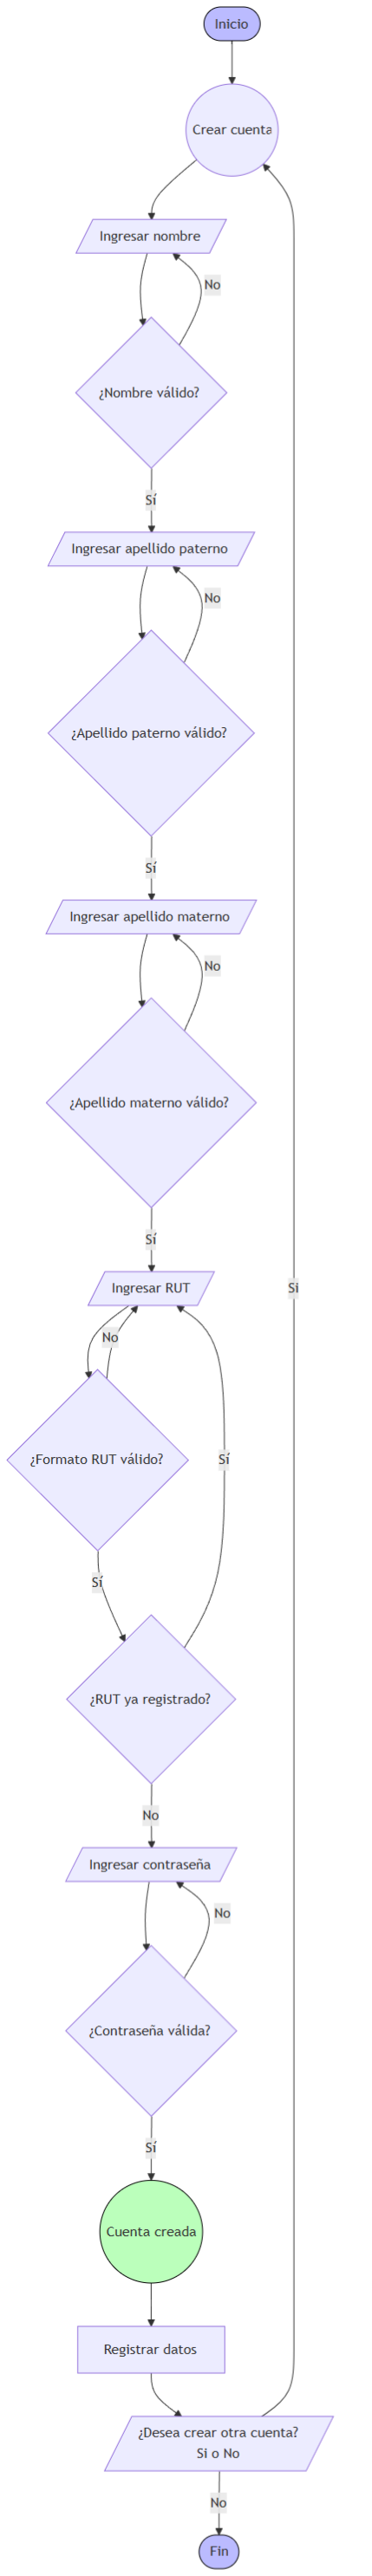 Inicio
Crear cuenta
Ingresar nombre
No
¿Nombre válido?
Sí
Ingresar apellido paterno
No
¿Apellido paterno válido?
Sí
Ingresar apellido materno
No
¿Apellido materno válido?
Sí
Ingresar RUT
Si
No
¿Formato RUT válido?
Sí
Sí
¿RUT ya registrado?
No
Ingresar contraseña
No
¿Contraseña válida?
Sí
Cuenta creada
Registrar datos
¿Desea crear otra cuenta?
Si o No
No
Fin